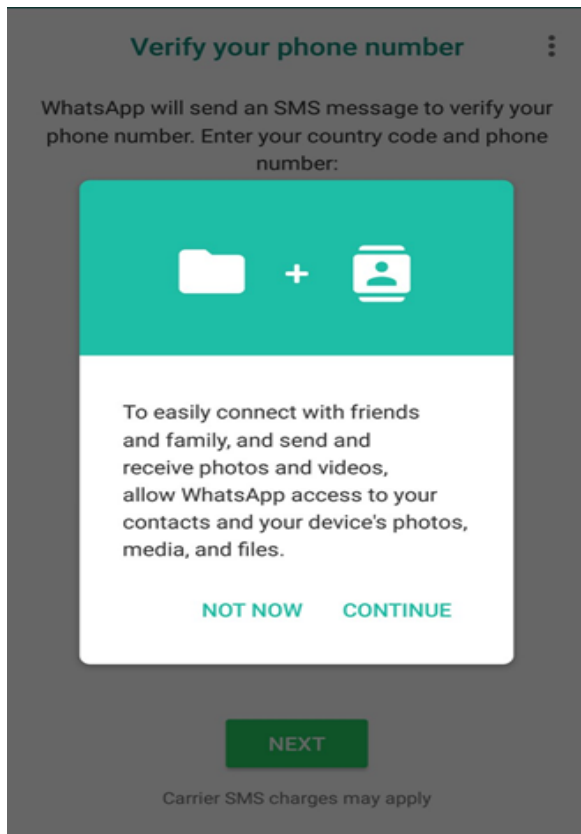 Verify your phone number
WhatsApp will send an SMS message to verify your
phone number. Enter your country code and phone
number:
+
To easily connect with friends
and family, and send and
receive photos and videos,
allow WhatsApp access to your
contacts and your device's photos,
media, and files.
NOT NOW CONTINUE
NEXT
Carrier SMS charges may apply